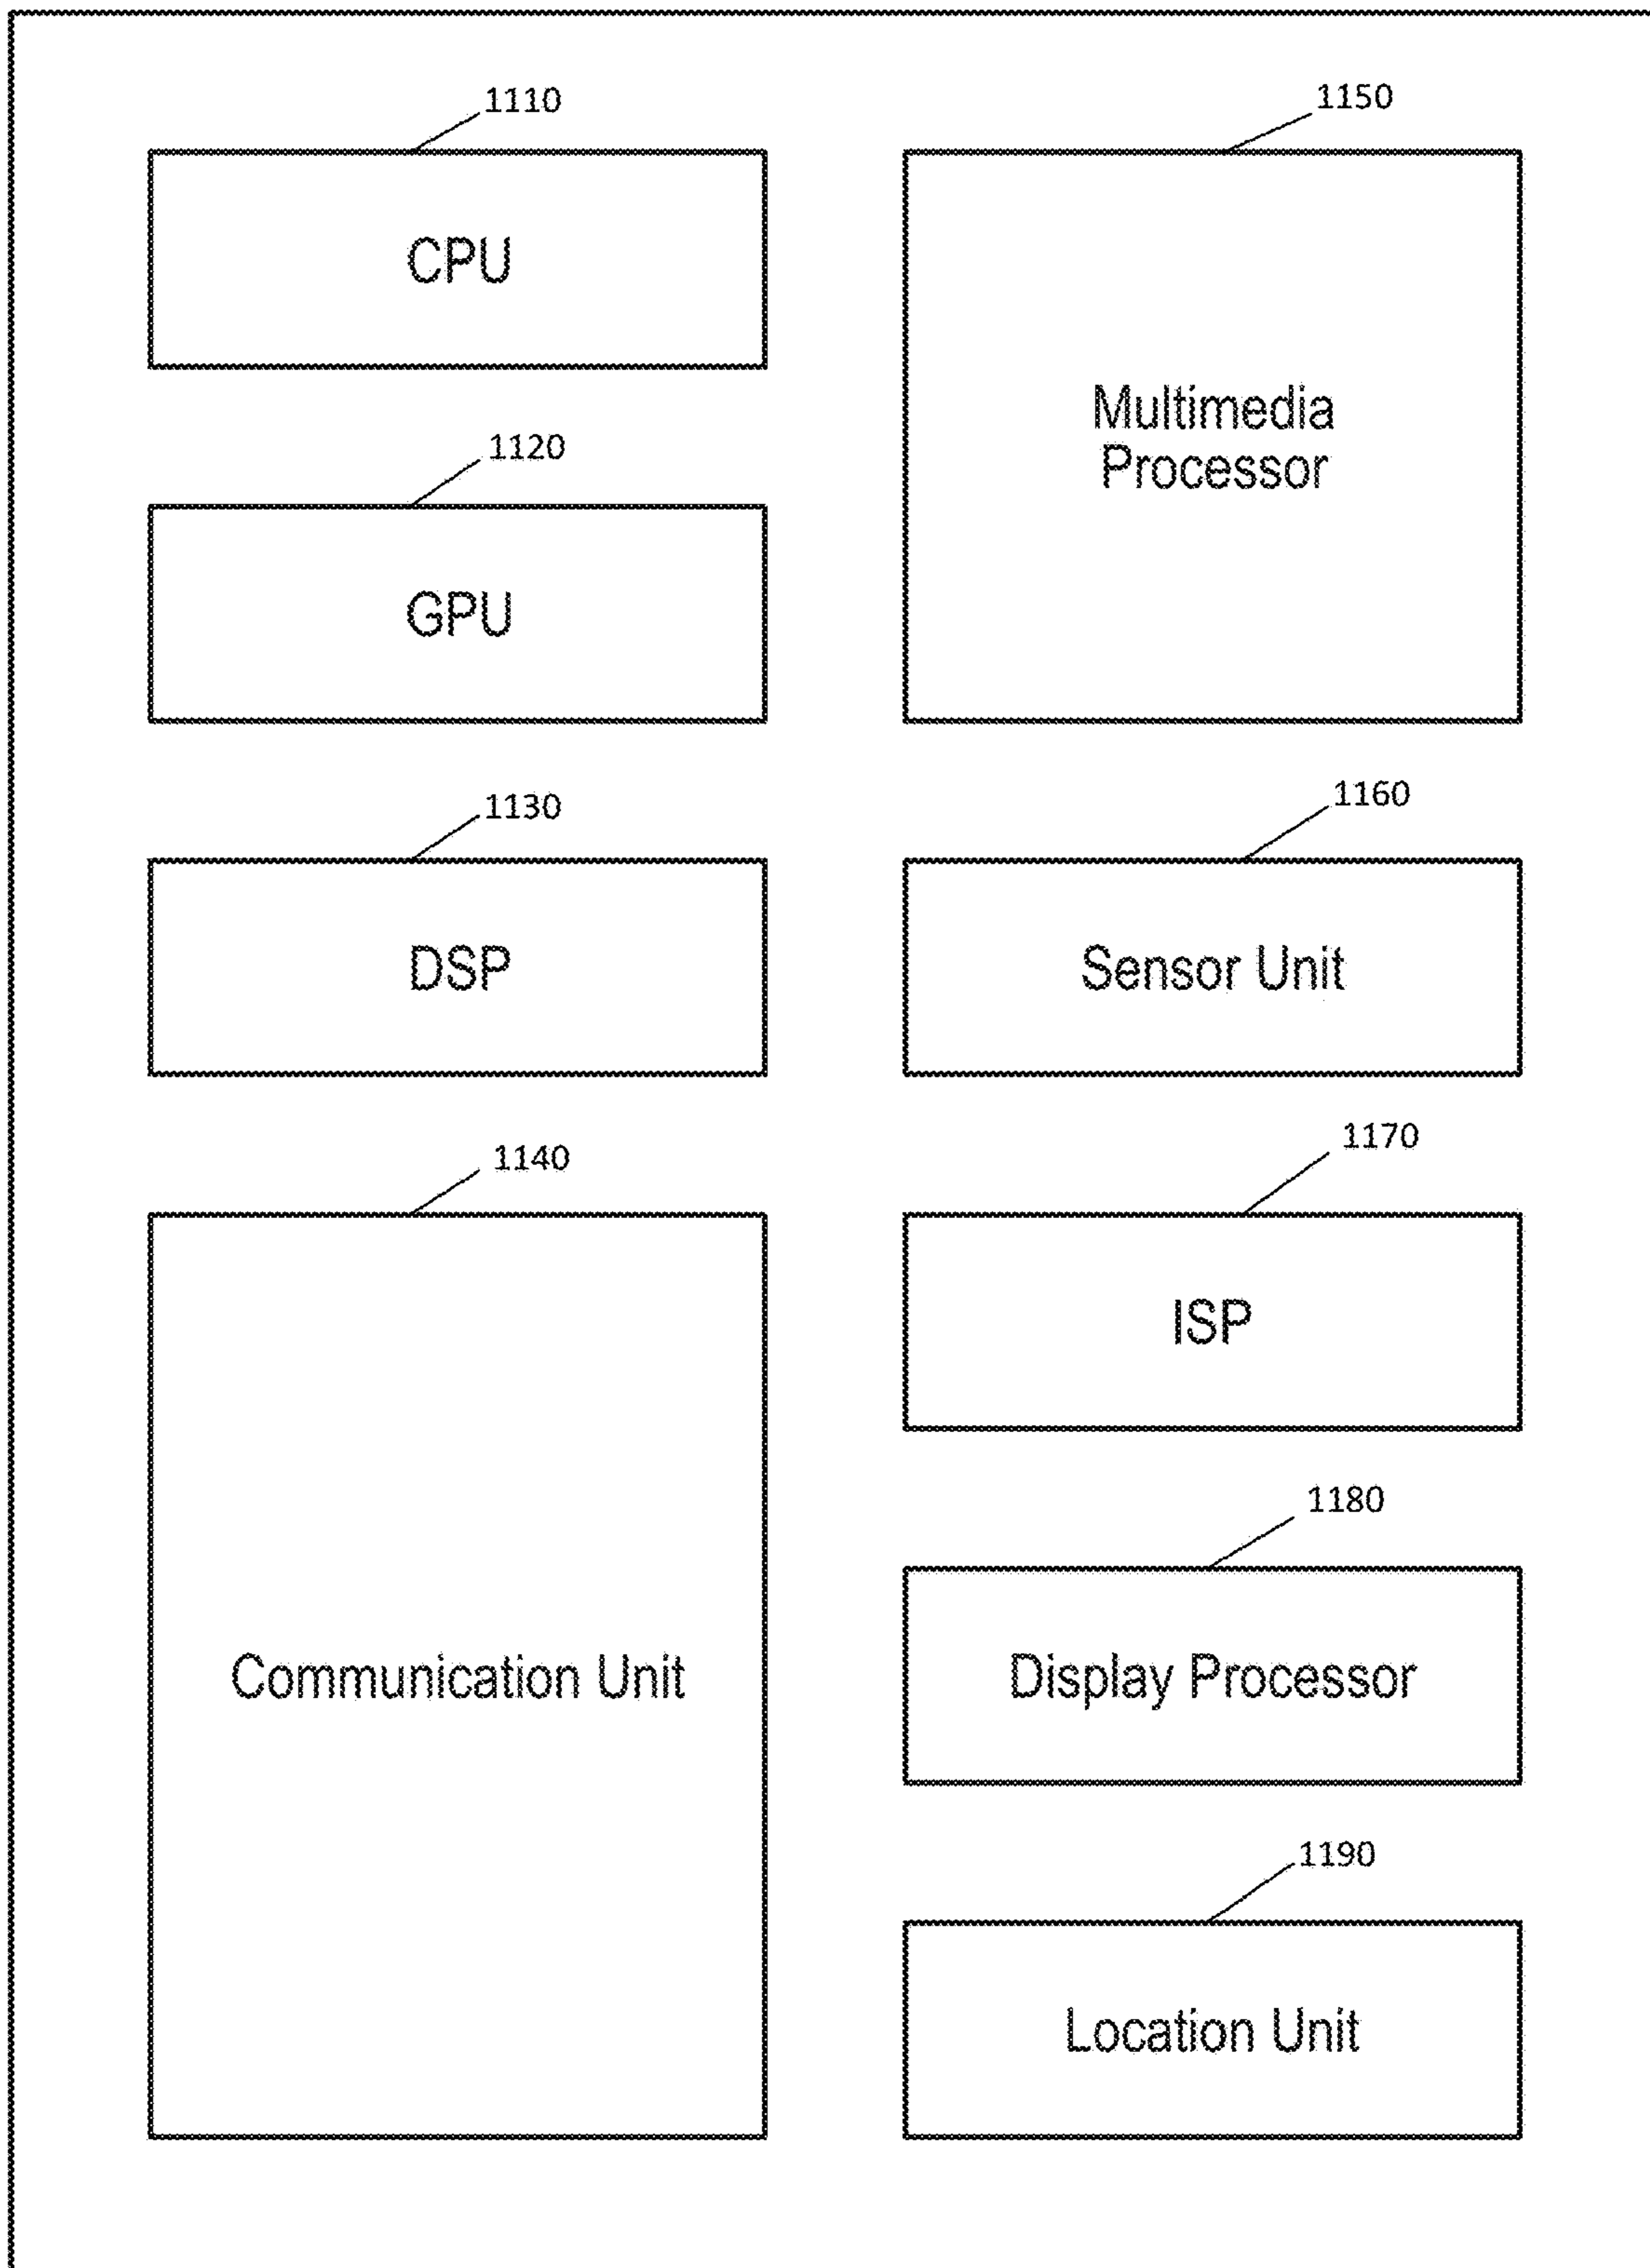 1110
CPU
1120
GPU
1130
DSP
1140
Communication Unit
1150
Multimedia
Processor
1160
Sensor Unit
1170
ISP
1180
Display Processor
1190
Location Unit